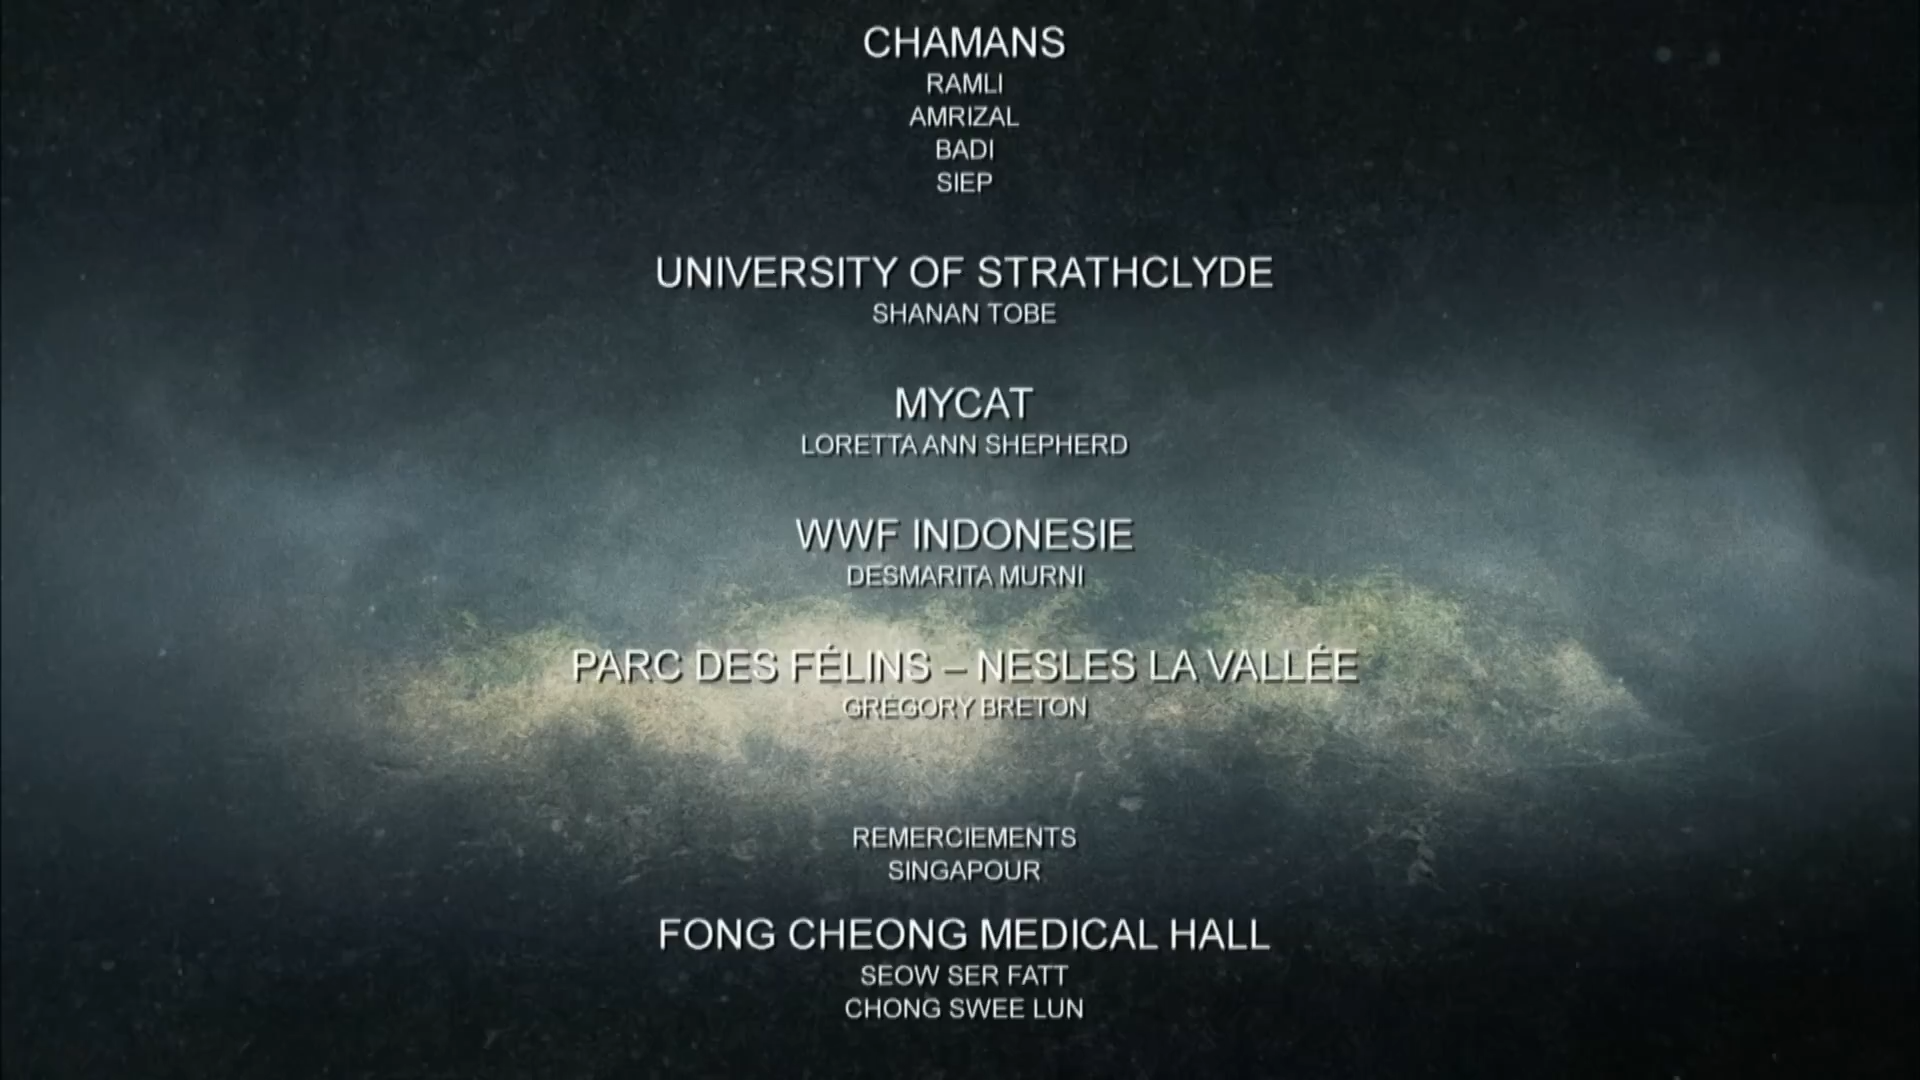 CHAMANS
RAMLI
AMRIZAL
BADI
SIEP
UNIVERSITY OF STRATHCLYDE
SHANAN TOBE
MYCAT
LORETTA ANN SHEPHERD
WWF INDONESIE
DESMARITA MURNI
PARC DES FÉLINS – NESLES LA VALLÉE
GRÉGORY BRETON
REMERCIEMENTS
SINGAPOUR
FONG CHEONG MEDICAL HALL
SEOW SER FATT
CHONG SWEE LUN